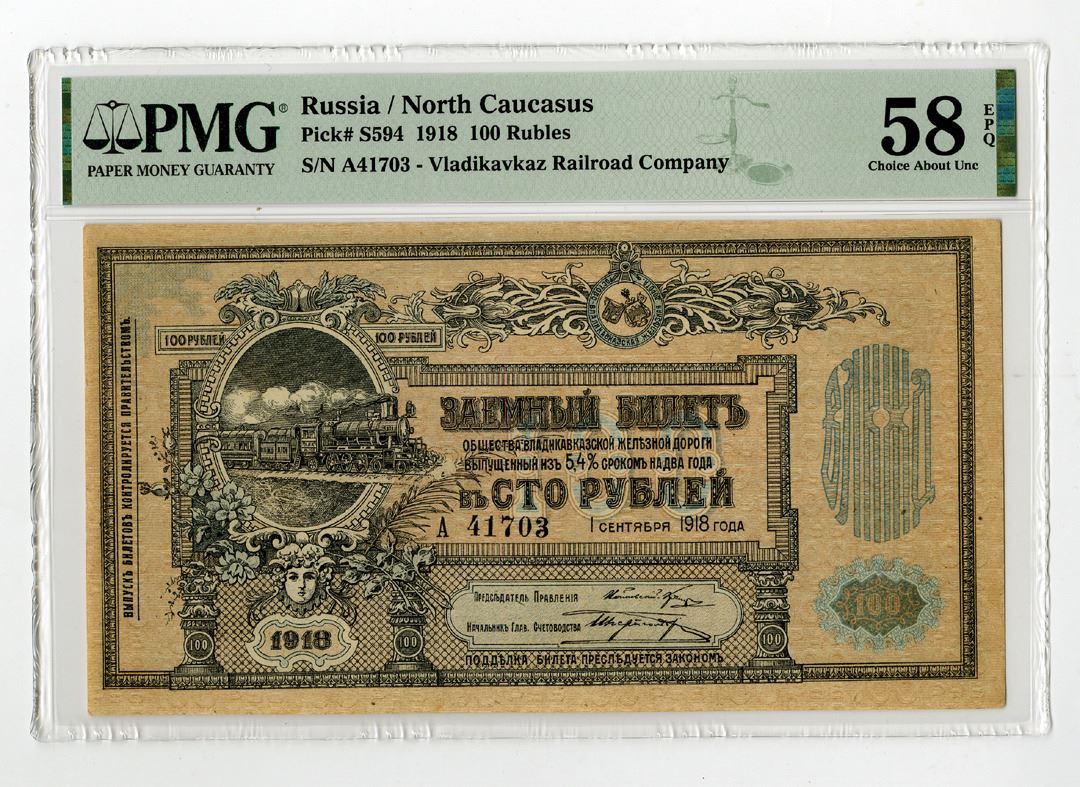 PMG®
PAPER MONEY GUARANTY
Russia / North Caucasus
Pick# S594 1918 100 Rubles
S/N A41703 - Vladikavkaz Railroad Company
58
EPQ
Choice About Unc
ВЫПУСКЪ БИЛЕТОВЪ КОНТРОЛИРУЕТСЯ ПРАВИТЕЛЬСТВОМЪ.
100 РУБЛЕЙ
100 РУБЛЕЙ
ЗАЕМНЫЙ БИЛЕТЪ
ОБЩЕСТВА ВЛАДИКАВКАЗСКОЙ ЖЕЛѢЗНОЙ ДОРОГИ
ВЫПУЩЕННЫЙ ИЗЪ 5,4% СРОКОМЪ НА ДВА ГОДА
въ СТО РУБЛЕЙ
А 41703
1 СЕНТЯБРЯ 1918 ГОДА
100
ПРЕДСѢДАТЕЛЬ ПРАВЛЕНІЯ
НАЧАЛЬНИКЪ ГЛАВ. СЧЕТОВОДСТВА
1918
100
100
100
ПОДДѢЛКА БИЛЕТА ПРЕСЛѢДУЕТСЯ ЗАКОНОМЪ